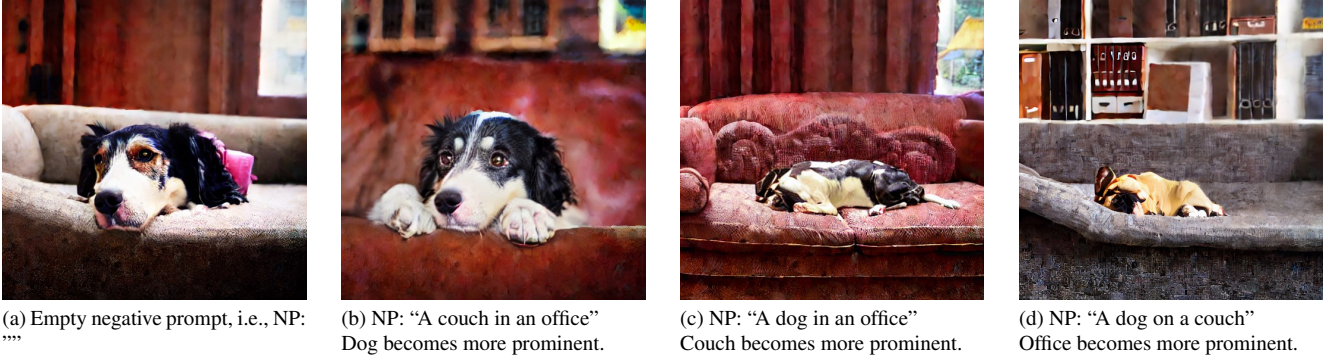 (a) Empty negative prompt, i.e., NP:
””
(b) NP: “A couch in an office”
Dog becomes more prominent.
(c) NP: “A dog in an office”
Couch becomes more prominent.
(d) NP: “A dog on a couch”
Office becomes more prominent.